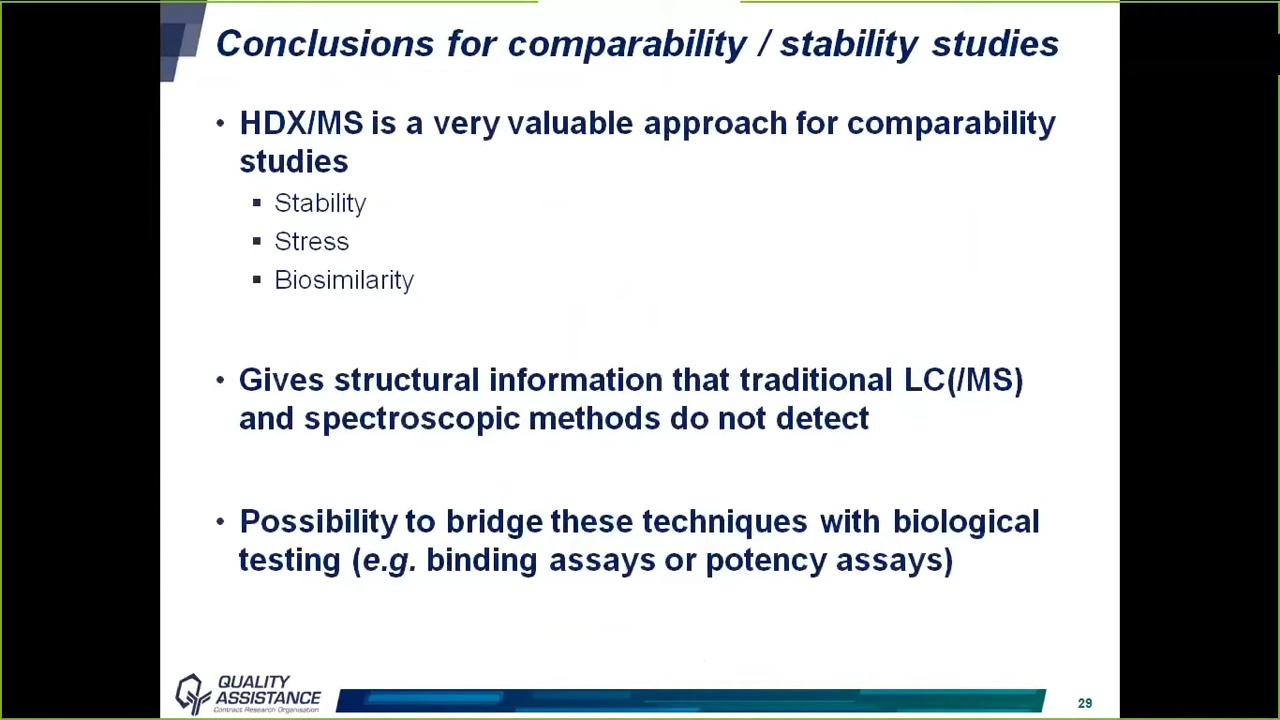 Conclusions for comparability / stability studies
• HDX/MS is a very valuable approach for comparability
studies
▪ Stability
▪ Stress
▪ Biosimilarity
• Gives structural information that traditional LC(/MS)
and spectroscopic methods do not detect
• Possibility to bridge these techniques with biological
testing (e.g. binding assays or potency assays)
QUALITY
ASSISTANCE
Contract Research Organisation
29